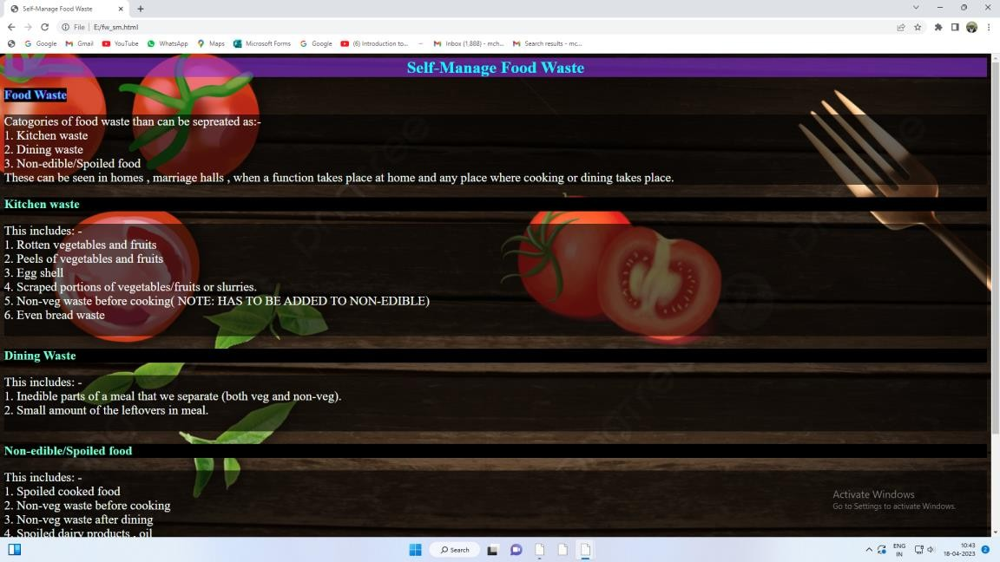 Self-Manage Food Waste
File | E:/fw_sm.html
Google Gmail YouTube WhatsApp Maps Microsoft Forms Google (6) Introduction to... Inbox (1,888) - mch... Search results - mc...
Self-Manage Food Waste
Food Waste
Catogories of food waste than can be sepreated as:-
1. Kitchen waste
2. Dining waste
3. Non-edible/Spoiled food
These can be seen in homes , marriage halls , when a function takes place at home and any place where cooking or dining takes place.
Kitchen waste
This includes: -
1. Rotten vegetables and fruits
2. Peels of vegetables and fruits
3. Egg shell
4. Scraped portions of vegetables/fruits or slurries.
5. Non-veg waste before cooking( NOTE: HAS TO BE ADDED TO NON-EDIBLE)
6. Even bread waste
Dining Waste
This includes: -
1. Inedible parts of a meal that we separate (both veg and non-veg).
2. Small amount of the leftovers in meal.
Non-edible/Spoiled food
This includes: -
1. Spoiled cooked food
2. Non-veg waste before cooking
3. Non-veg waste after dining
4. Spoiled dairy products , oil
Activate Windows
Go to Settings to activate Windows.
Search
ENG
IN
10:43
18-04-2023
2